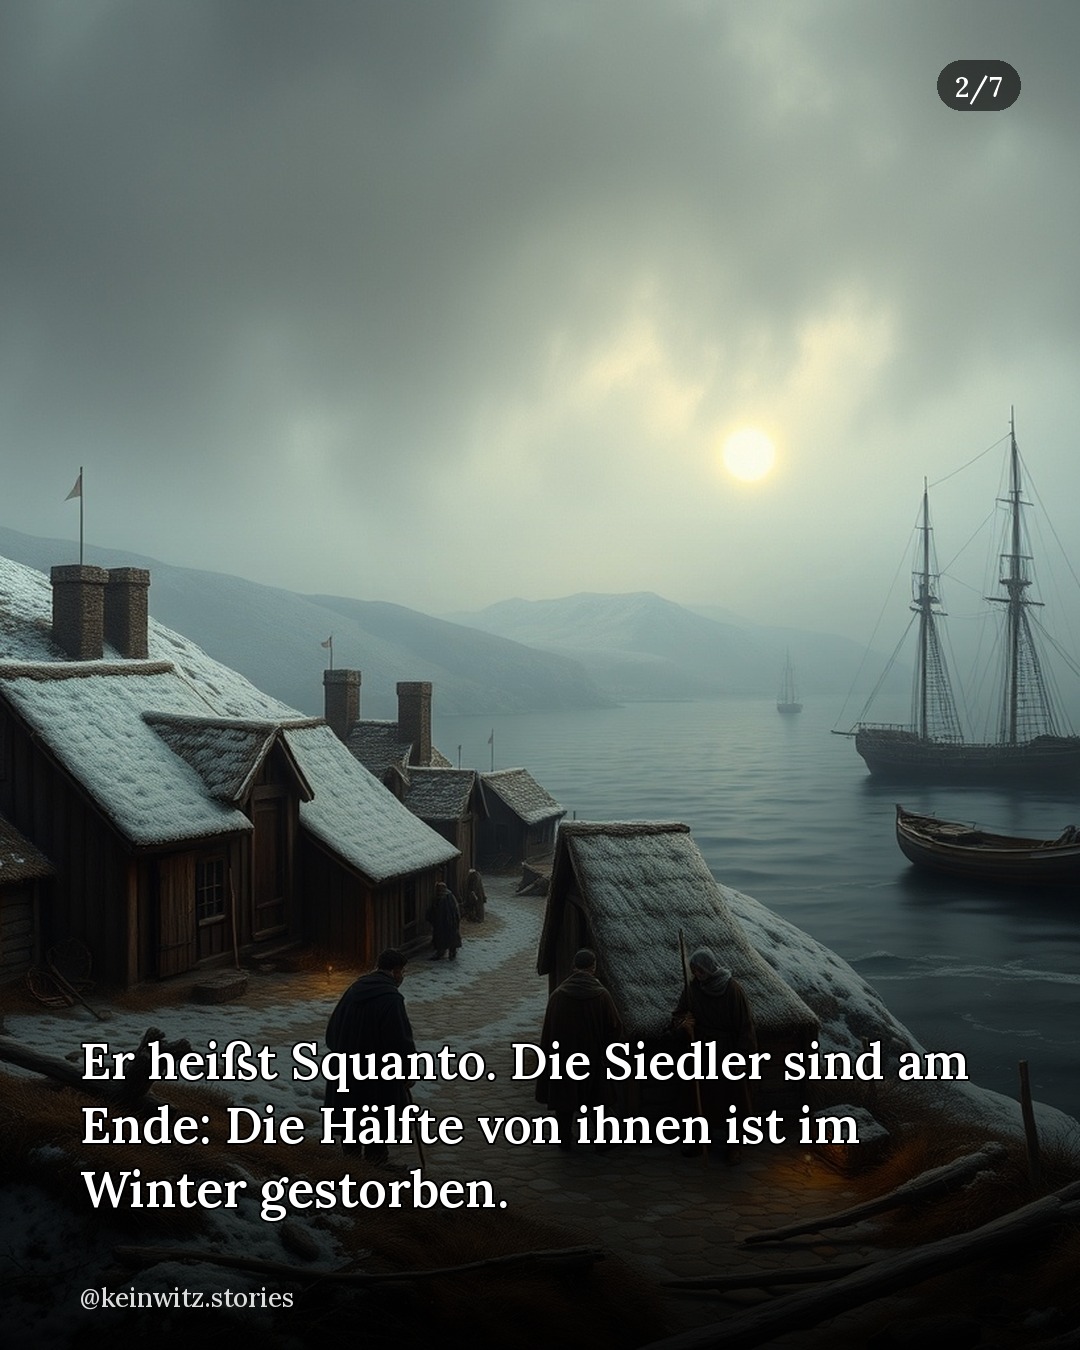 2/7
Er heißt Squanto. Die Siedler sind am
Ende: Die Hälfte von ihnen ist im
Winter gestorben.
@keinwitz.stories